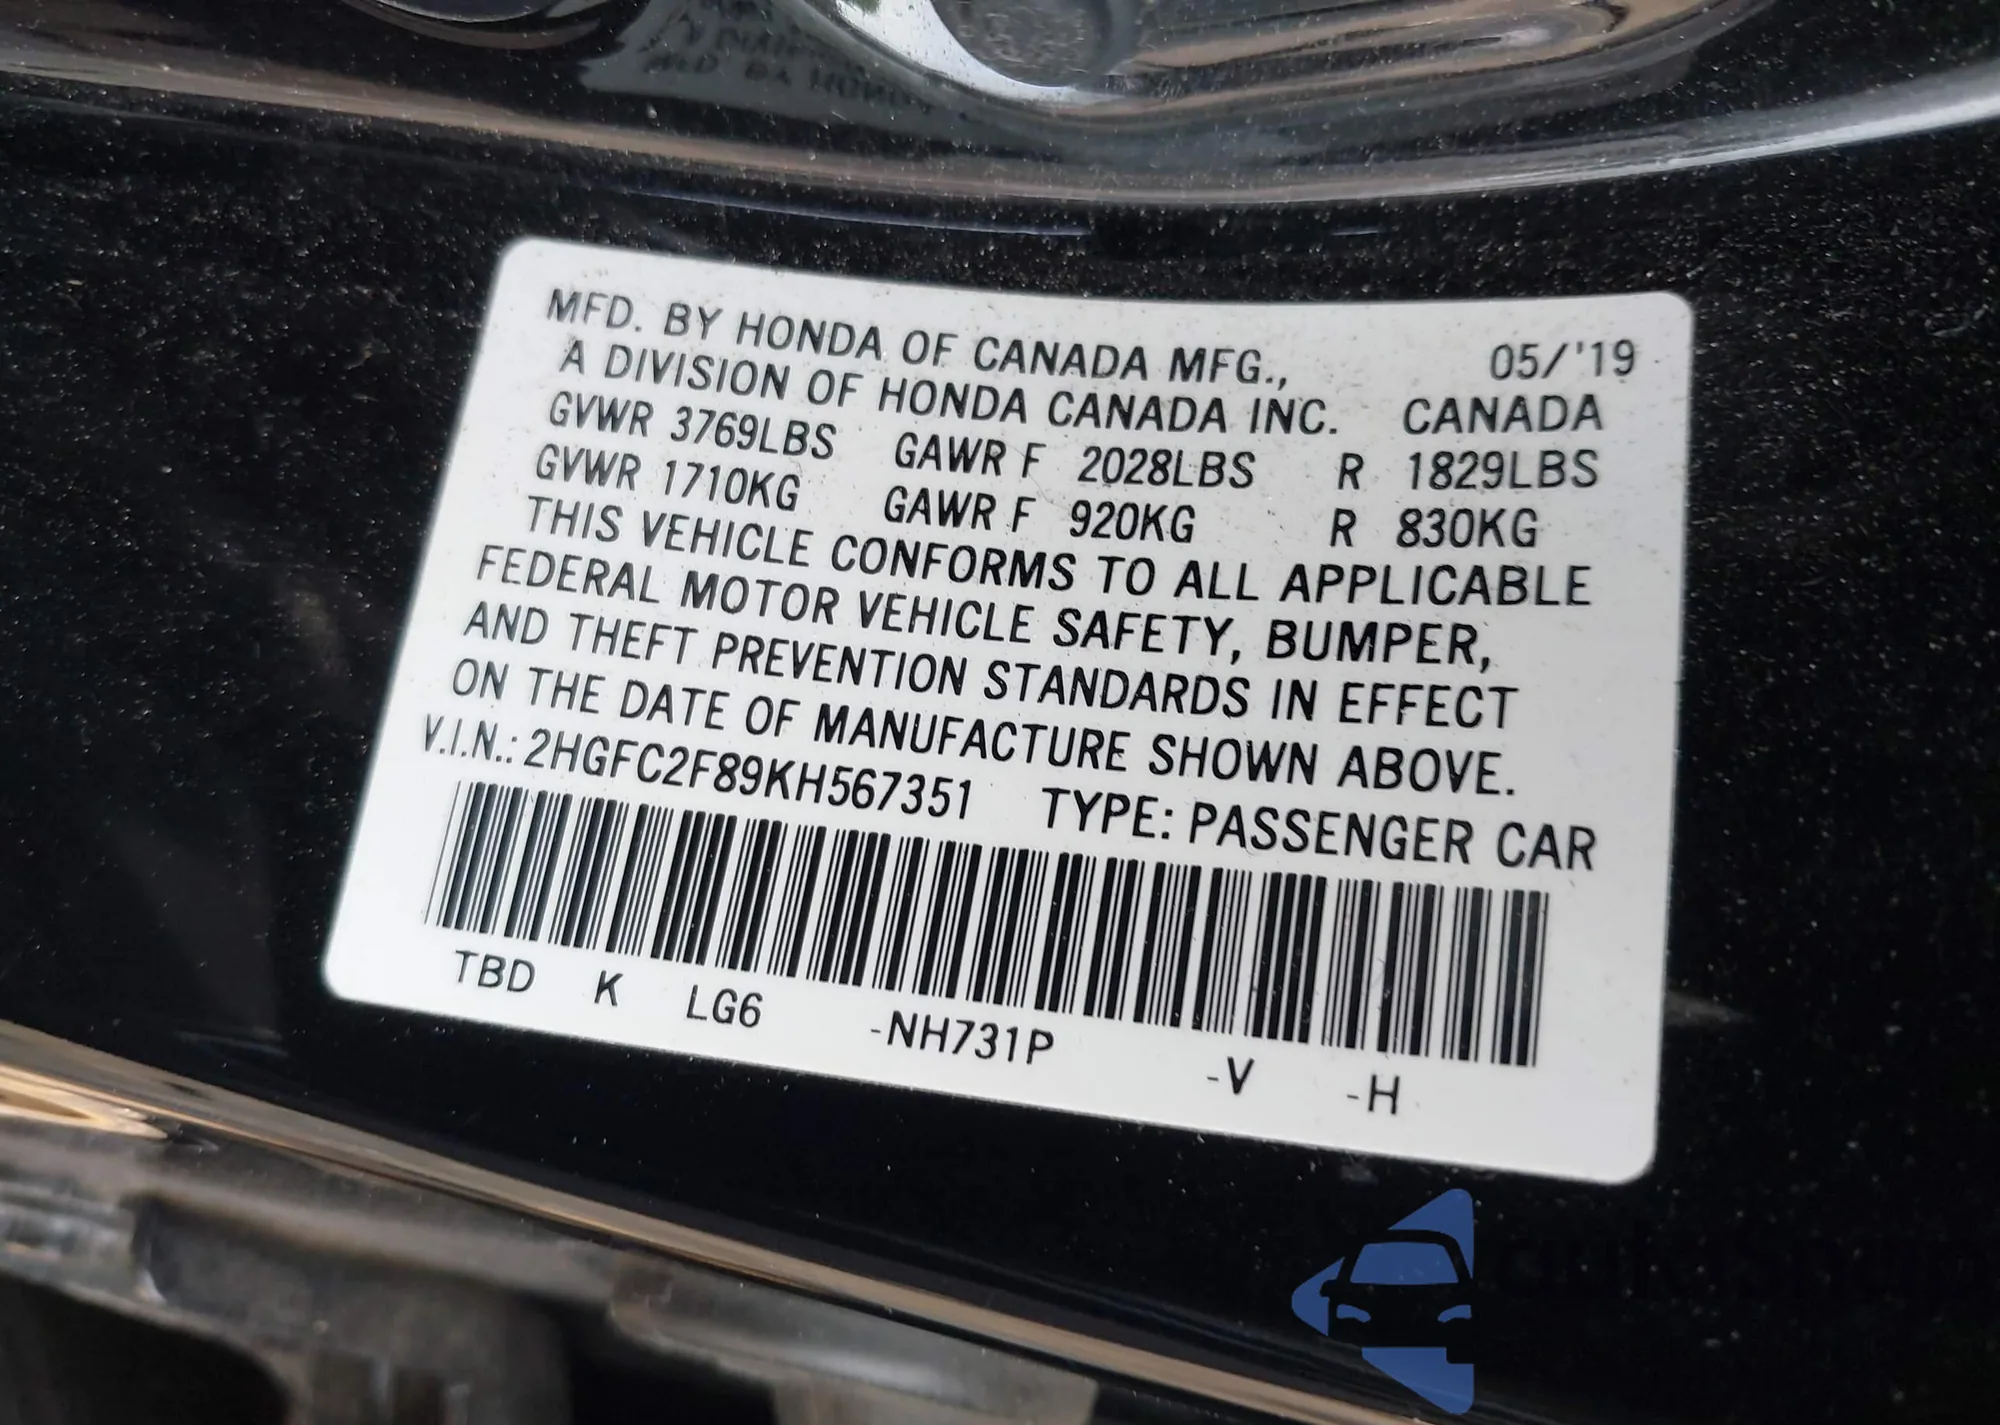 MFD. BY HONDA OF CANADA MFG., 05/'19
A DIVISION OF HONDA CANADA INC. CANADA
GVWR 3769LBS GAWR F 2028LBS R 1829LBS
GVWR 1710KG GAWR F 920KG R 830KG
THIS VEHICLE CONFORMS TO ALL APPLICABLE
FEDERAL MOTOR VEHICLE SAFETY, BUMPER,
AND THEFT PREVENTION STANDARDS IN EFFECT
ON THE DATE OF MANUFACTURE SHOWN ABOVE.
V.I.N.: 2HGFC2F89KH567351 TYPE: PASSENGER CAR
TBD K LG6 -NH731P -V -H